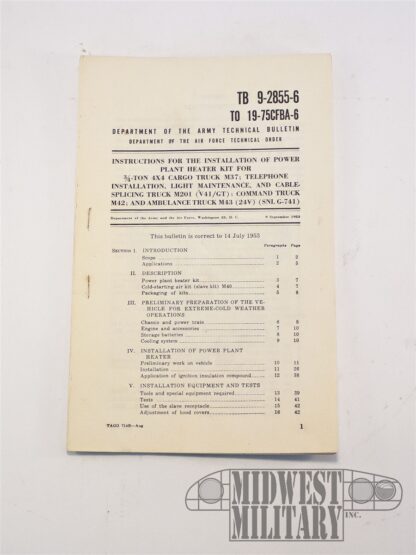 TB 9-2855-6
TO 19-75CFBA-6
DEPARTMENT OF THE ARMY TECHNICAL BULLETIN
DEPARTMENT OF THE AIR FORCE TECHNICAL ORDER
INSTRUCTIONS FOR THE INSTALLATION OF POWER
PLANT HEATER KIT FOR
¾-TON 4X4 CARGO TRUCK M37; TELEPHONE
INSTALLATION, LIGHT MAINTENANCE, AND CABLE-
SPLICING TRUCK M201 (V41/GT); COMMAND TRUCK
M42; AND AMBULANCE TRUCK M43 (24V) (SNL G-741)
Department of the Army and the Air Force, Washington 25, D. C. 9 September 1953
This bulletin is correct to 14 July 1953
Paragraphs Page
SECTION I. INTRODUCTION
Scope 1 2
Applications 2 5
II. DESCRIPTION
Power plant heater kit 3 7
Cold-starting air kit (slave kit) M40 4 7
Packaging of kits 5 8
III. PRELIMINARY PREPARATION OF THE VE-
HICLE FOR EXTREME-COLD WEATHER
OPERATIONS
Chassis and power train 6 8
Engine and accessories 7 10
Storage batteries 8 10
Cooling system 9 10
IV. INSTALLATION OF POWER PLANT
HEATER
Preliminary work on vehicle 10 11
Installation 11 26
Application of ignition insulation compound 12 38
V. INSTALLATION EQUIPMENT AND TESTS
Tools and special equipment required 13 39
Tests 14 41
Use of the slave receptacle 15 42
Adjustment of hood covers 16 42
TAGO 714B—Aug 1
MIDWEST
MILITARY INC.